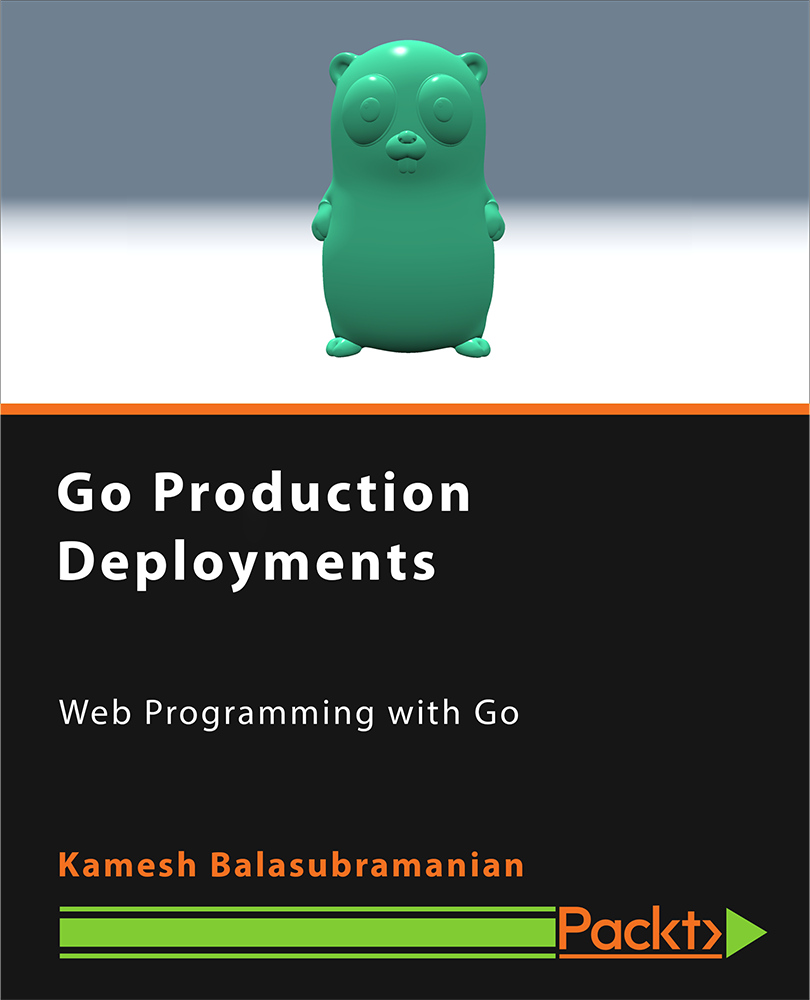 Go Production
Deployments
Web Programming with Go
Kamesh Balasubramanian
Packt>